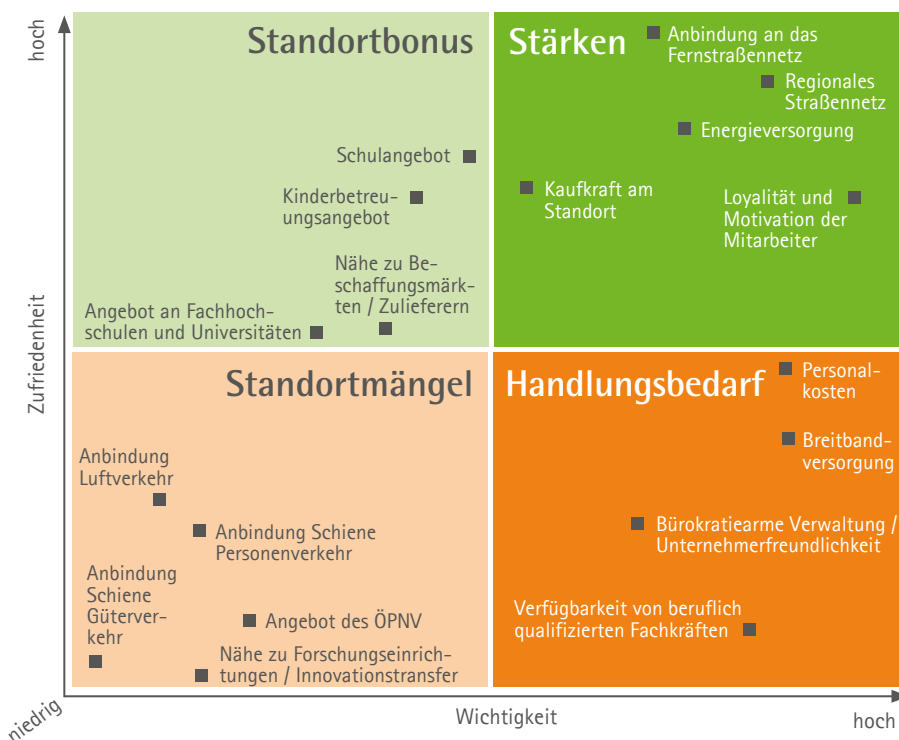 hoch
Zufriedenheit
Standortbonus
Schulangebot
Kinderbetreu-
ungsangebot
Nähe zu Be-
schaffungsmärk-
ten / Zulieferern
Angebot an Fachhoch-
schulen und Universitäten
Stärken
Anbindung an das
Fernstraßennetz
Regionales
Straßennetz
Energieversorgung
Kaufkraft am
Standort
Loyalität und
Motivation der
Mitarbeiter
Standortmängel
Anbindung
Luftverkehr
Anbindung Schiene
Personenverkehr
Anbindung
Schiene
Güterver-
kehr
Angebot des ÖPNV
Nähe zu Forschungseinrich-
tungen / Innovationstransfer
Handlungsbedarf
Personal-
kosten
Breitband-
versorgung
Bürokratiearme Verwaltung /
Unternehmerfreundlichkeit
Verfügbarkeit von beruflich
qualifizierten Fachkräften
niedrig
Wichtigkeit
hoch